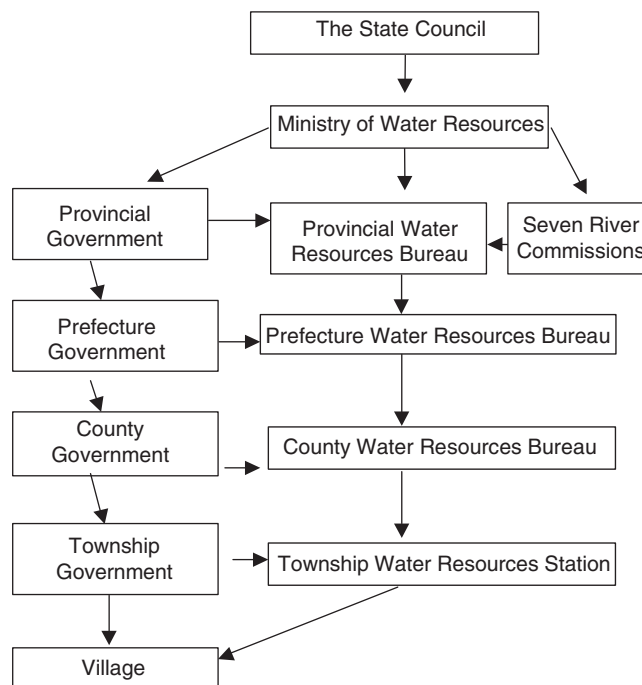 The State Council
Ministry of Water Resources
Provincial
Government
Provincial Water
Resources Bureau
Seven River
Commissions
Prefecture
Government
Prefecture Water Resources Bureau
County
Government
County Water Resources Bureau
Township
Government
Township Water Resources Station
Village